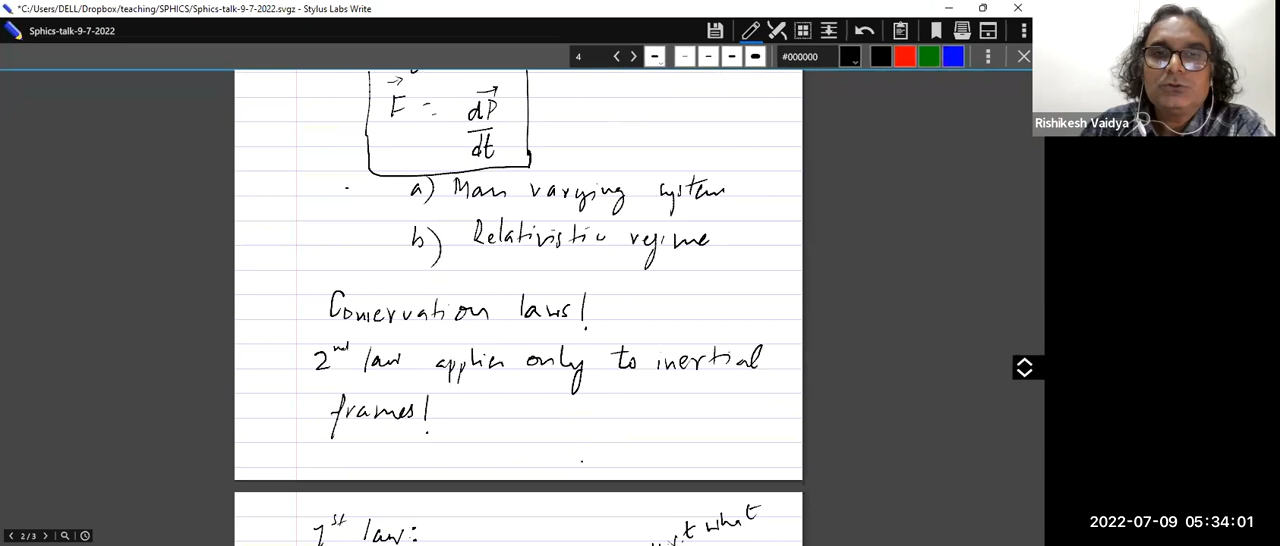 *C:/Users/DELL/Dropbox/teaching/SPHICS/Sphics-talk-9-7-2022.svgz - Stylus Labs Write
Sphics-talk-9-7-2022
4
#000000
Rishikesh Vaidya
F = dP
dt
a) Mass varying system
b) Relativistic regime
Conservation laws!
2nd law applies only to inertial
frames!
1st law:
w.r.t what
2/3
2022-07-09 05:34:01